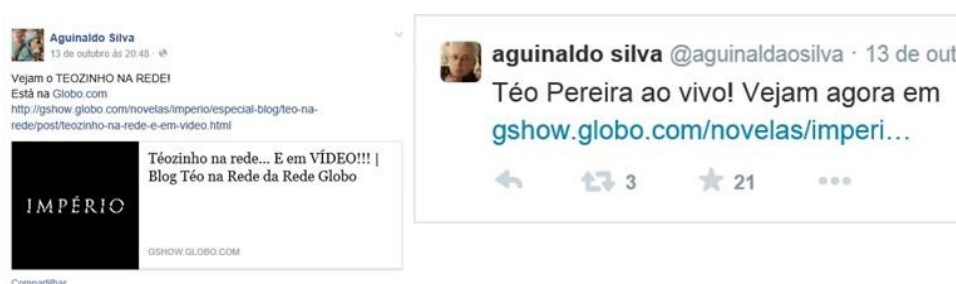 Aguinaldo Silva
13 de outubro às 20:48
Vejam o TEOZINHO NA REDE!
Está na Globo.com
http://gshow.globo.com/novelas/imperio/especial-blog/teo-na-
rede/post/teozinho-na-rede-e-em-video.html
IMPÉRIO
Téozinho na rede... E em VÍDEO!!! |
Blog Téo na Rede da Rede Globo
GSHOW.GLOBO.COM
Compartilhar
aguinaldo silva @aguinaldaosilva · 13 de out
Téo Pereira ao vivo! Vejam agora em
gshow.globo.com/novelas/imperi...
3 21